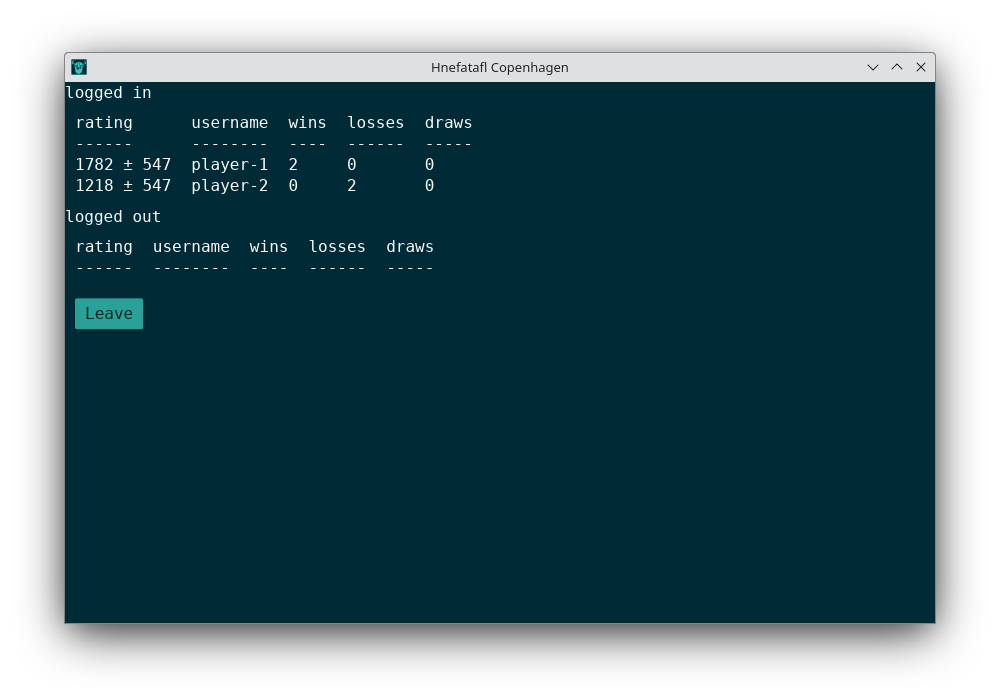 Hnefatafl Copenhagen
logged in
rating username wins losses draws
------ -------- ---- ------ -----
1782 ± 547 player-1 2 0 0
1218 ± 547 player-2 0 2 0
logged out
rating username wins losses draws
------ -------- ---- ------ -----
Leave